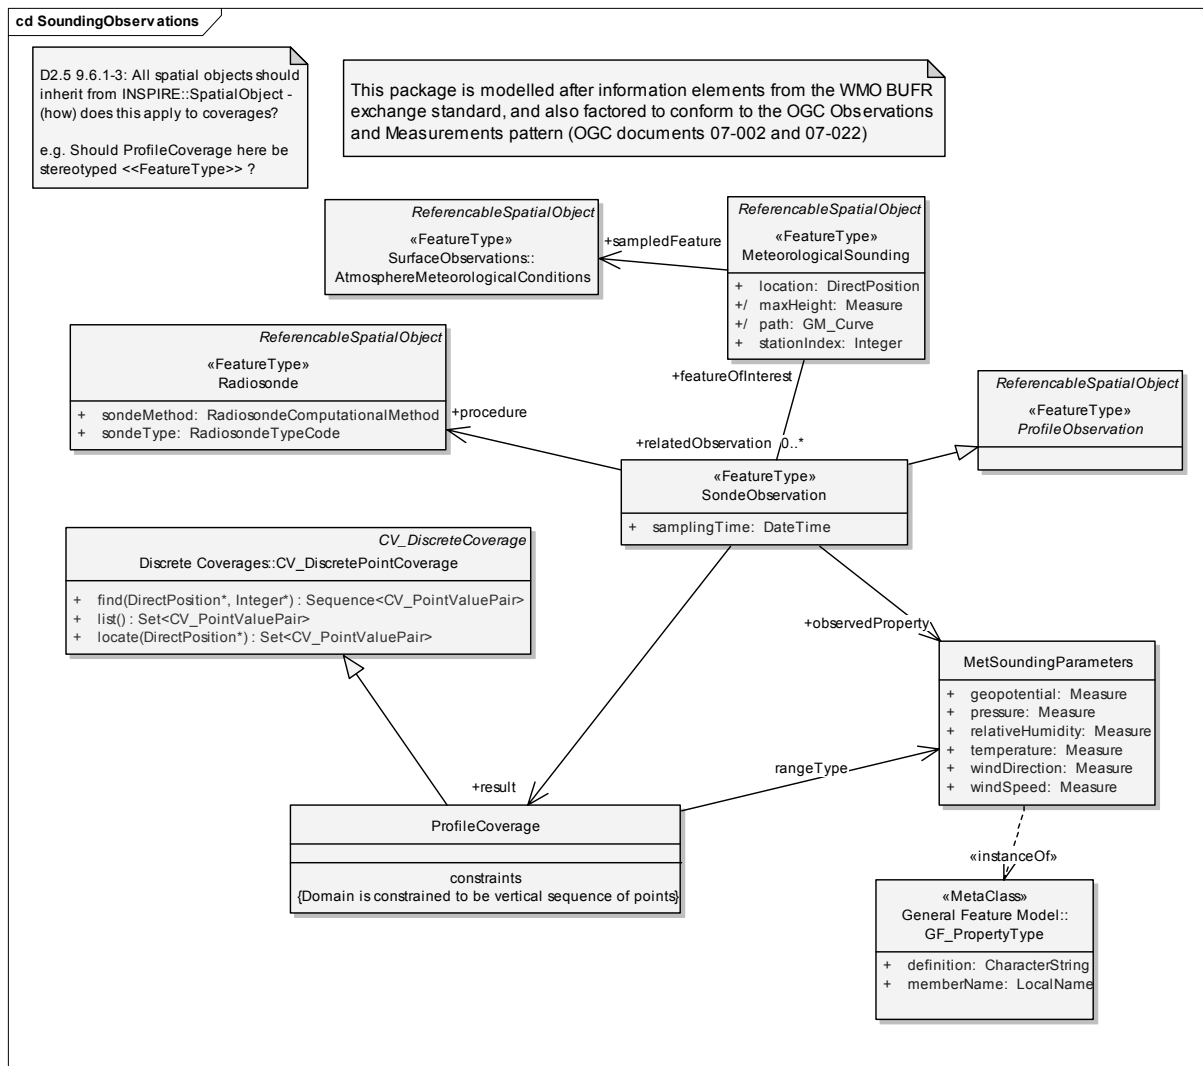 cd SoundingObservations
D2.5 9.6.1-3: All spatial objects should
inherit from INSPIRE::SpatialObject -
(how) does this apply to coverages?
e.g. Should ProfileCoverage here be
stereotyped <<FeatureType>> ?
This package is modelled after information elements from the WMO BUFR
exchange standard, and also factored to conform to the OGC Observations
and Measurements pattern (OGC documents 07-002 and 07-022)
ReferencableSpatialObject
«FeatureType»
SurfaceObservations::
AtmosphereMeteorologicalConditions
+sampledFeature
ReferencableSpatialObject
«FeatureType»
MeteorologicalSounding
+ location: DirectPosition
+/ maxHeight: Measure
+/ path: GM_Curve
+ stationIndex: Integer
ReferencableSpatialObject
«FeatureType»
Radiosonde
+ sondeMethod: RadiosondeComputationalMethod
+ sondeType: RadiosondeTypeCode
+procedure
+featureOfInterest
+relatedObservation 0..*
ReferencableSpatialObject
«FeatureType»
ProfileObservation
«FeatureType»
SondeObservation
+ samplingTime: DateTime
CV_DiscreteCoverage
Discrete Coverages::CV_DiscretePointCoverage
+ find(DirectPosition*, Integer*) : Sequence<CV_PointValuePair>
+ list() : Set<CV_PointValuePair>
+ locate(DirectPosition*) : Set<CV_PointValuePair>
+observedProperty
MetSoundingParameters
+ geopotential: Measure
+ pressure: Measure
+ relativeHumidity: Measure
+ temperature: Measure
+ windDirection: Measure
+ windSpeed: Measure
rangeType
+result
ProfileCoverage
constraints
{Domain is constrained to be vertical sequence of points}
«instanceOf»
«MetaClass»
General Feature Model::
GF_PropertyType
+ definition: CharacterString
+ memberName: LocalName